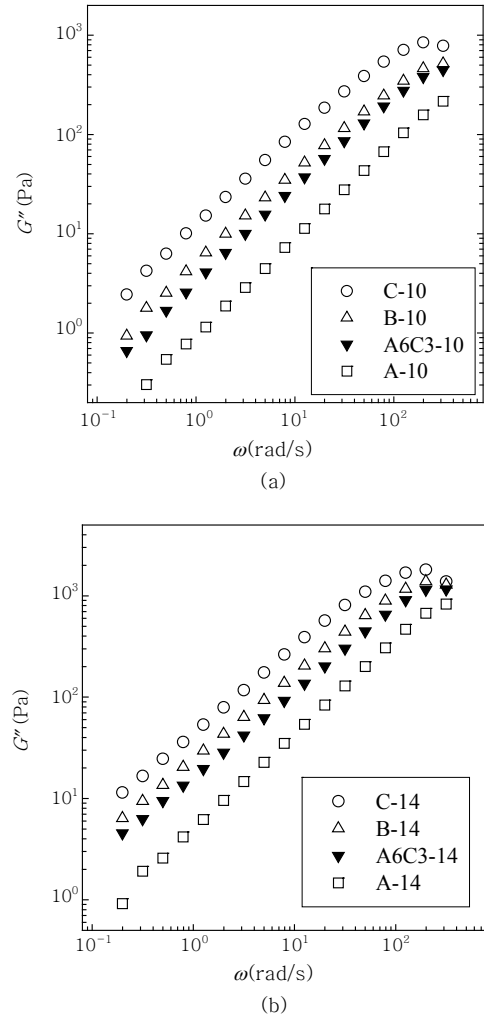 10³
10²
10¹
10⁰
G″ (Pa)
C-10
B-10
A6C3-10
A-10
10⁻¹ 10⁰ 10¹ 10²
ω(rad/s)
(a)
10³
10²
10¹
10⁰
G″ (Pa)
C-14
B-14
A6C3-14
A-14
10⁻¹ 10⁰ 10¹ 10²
ω(rad/s)
(b)